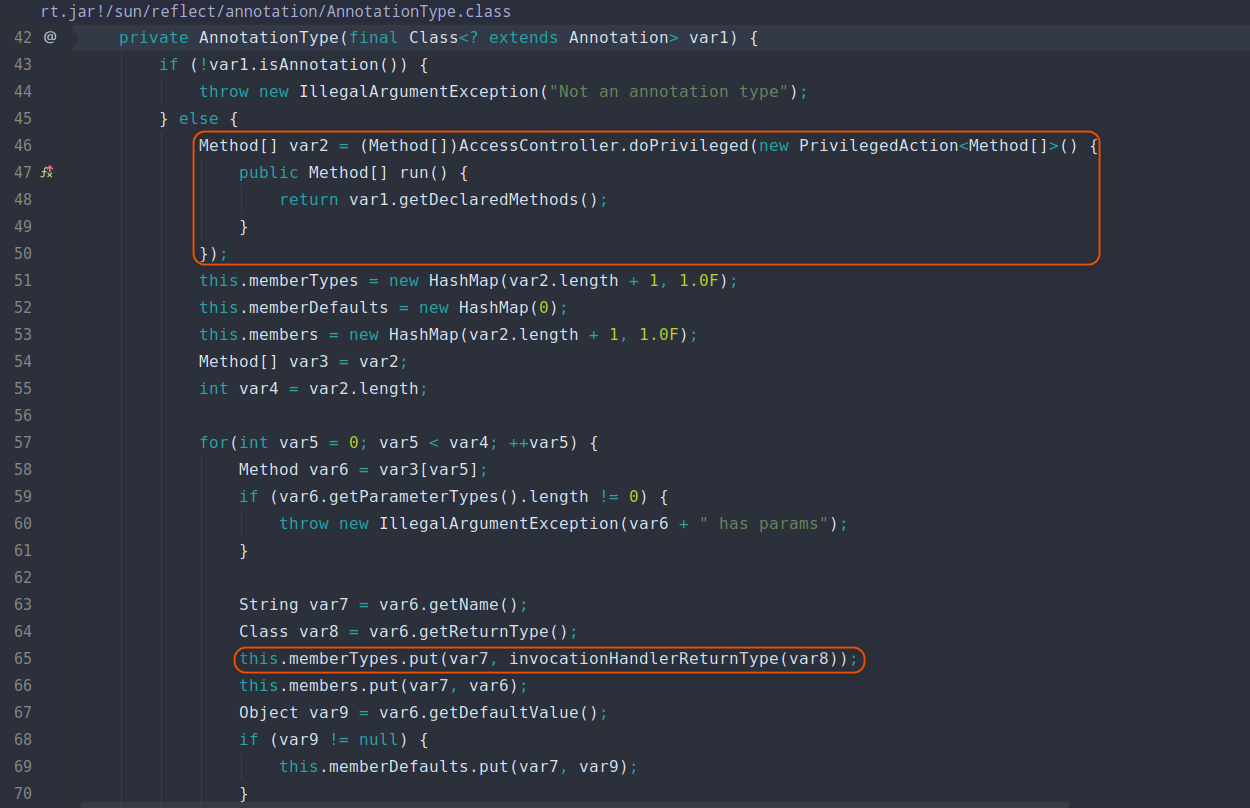 rt.jar!/sun/reflect/annotation/AnnotationType.class
42 @ private AnnotationType(final Class<? extends Annotation> var1) {
43 if (!var1.isAnnotation()) {
44 throw new IllegalArgumentException("Not an annotation type");
45 } else {
46 Method[] var2 = (Method[])AccessController.doPrivileged(new PrivilegedAction<Method[]>() {
47 public Method[] run() {
48 return var1.getDeclaredMethods();
49 }
50 });
51 this.memberTypes = new HashMap(var2.length + 1, 1.0F);
52 this.memberDefaults = new HashMap(0);
53 this.members = new HashMap(var2.length + 1, 1.0F);
54 Method[] var3 = var2;
55 int var4 = var2.length;
56
57 for(int var5 = 0; var5 < var4; ++var5) {
58 Method var6 = var3[var5];
59 if (var6.getParameterTypes().length != 0) {
60 throw new IllegalArgumentException(var6 + " has params");
61 }
62
63 String var7 = var6.getName();
64 Class var8 = var6.getReturnType();
65 this.memberTypes.put(var7, invocationHandlerReturnType(var8));
66 this.members.put(var7, var6);
67 Object var9 = var6.getDefaultValue();
68 if (var9 != null) {
69 this.memberDefaults.put(var7, var9);
70 }